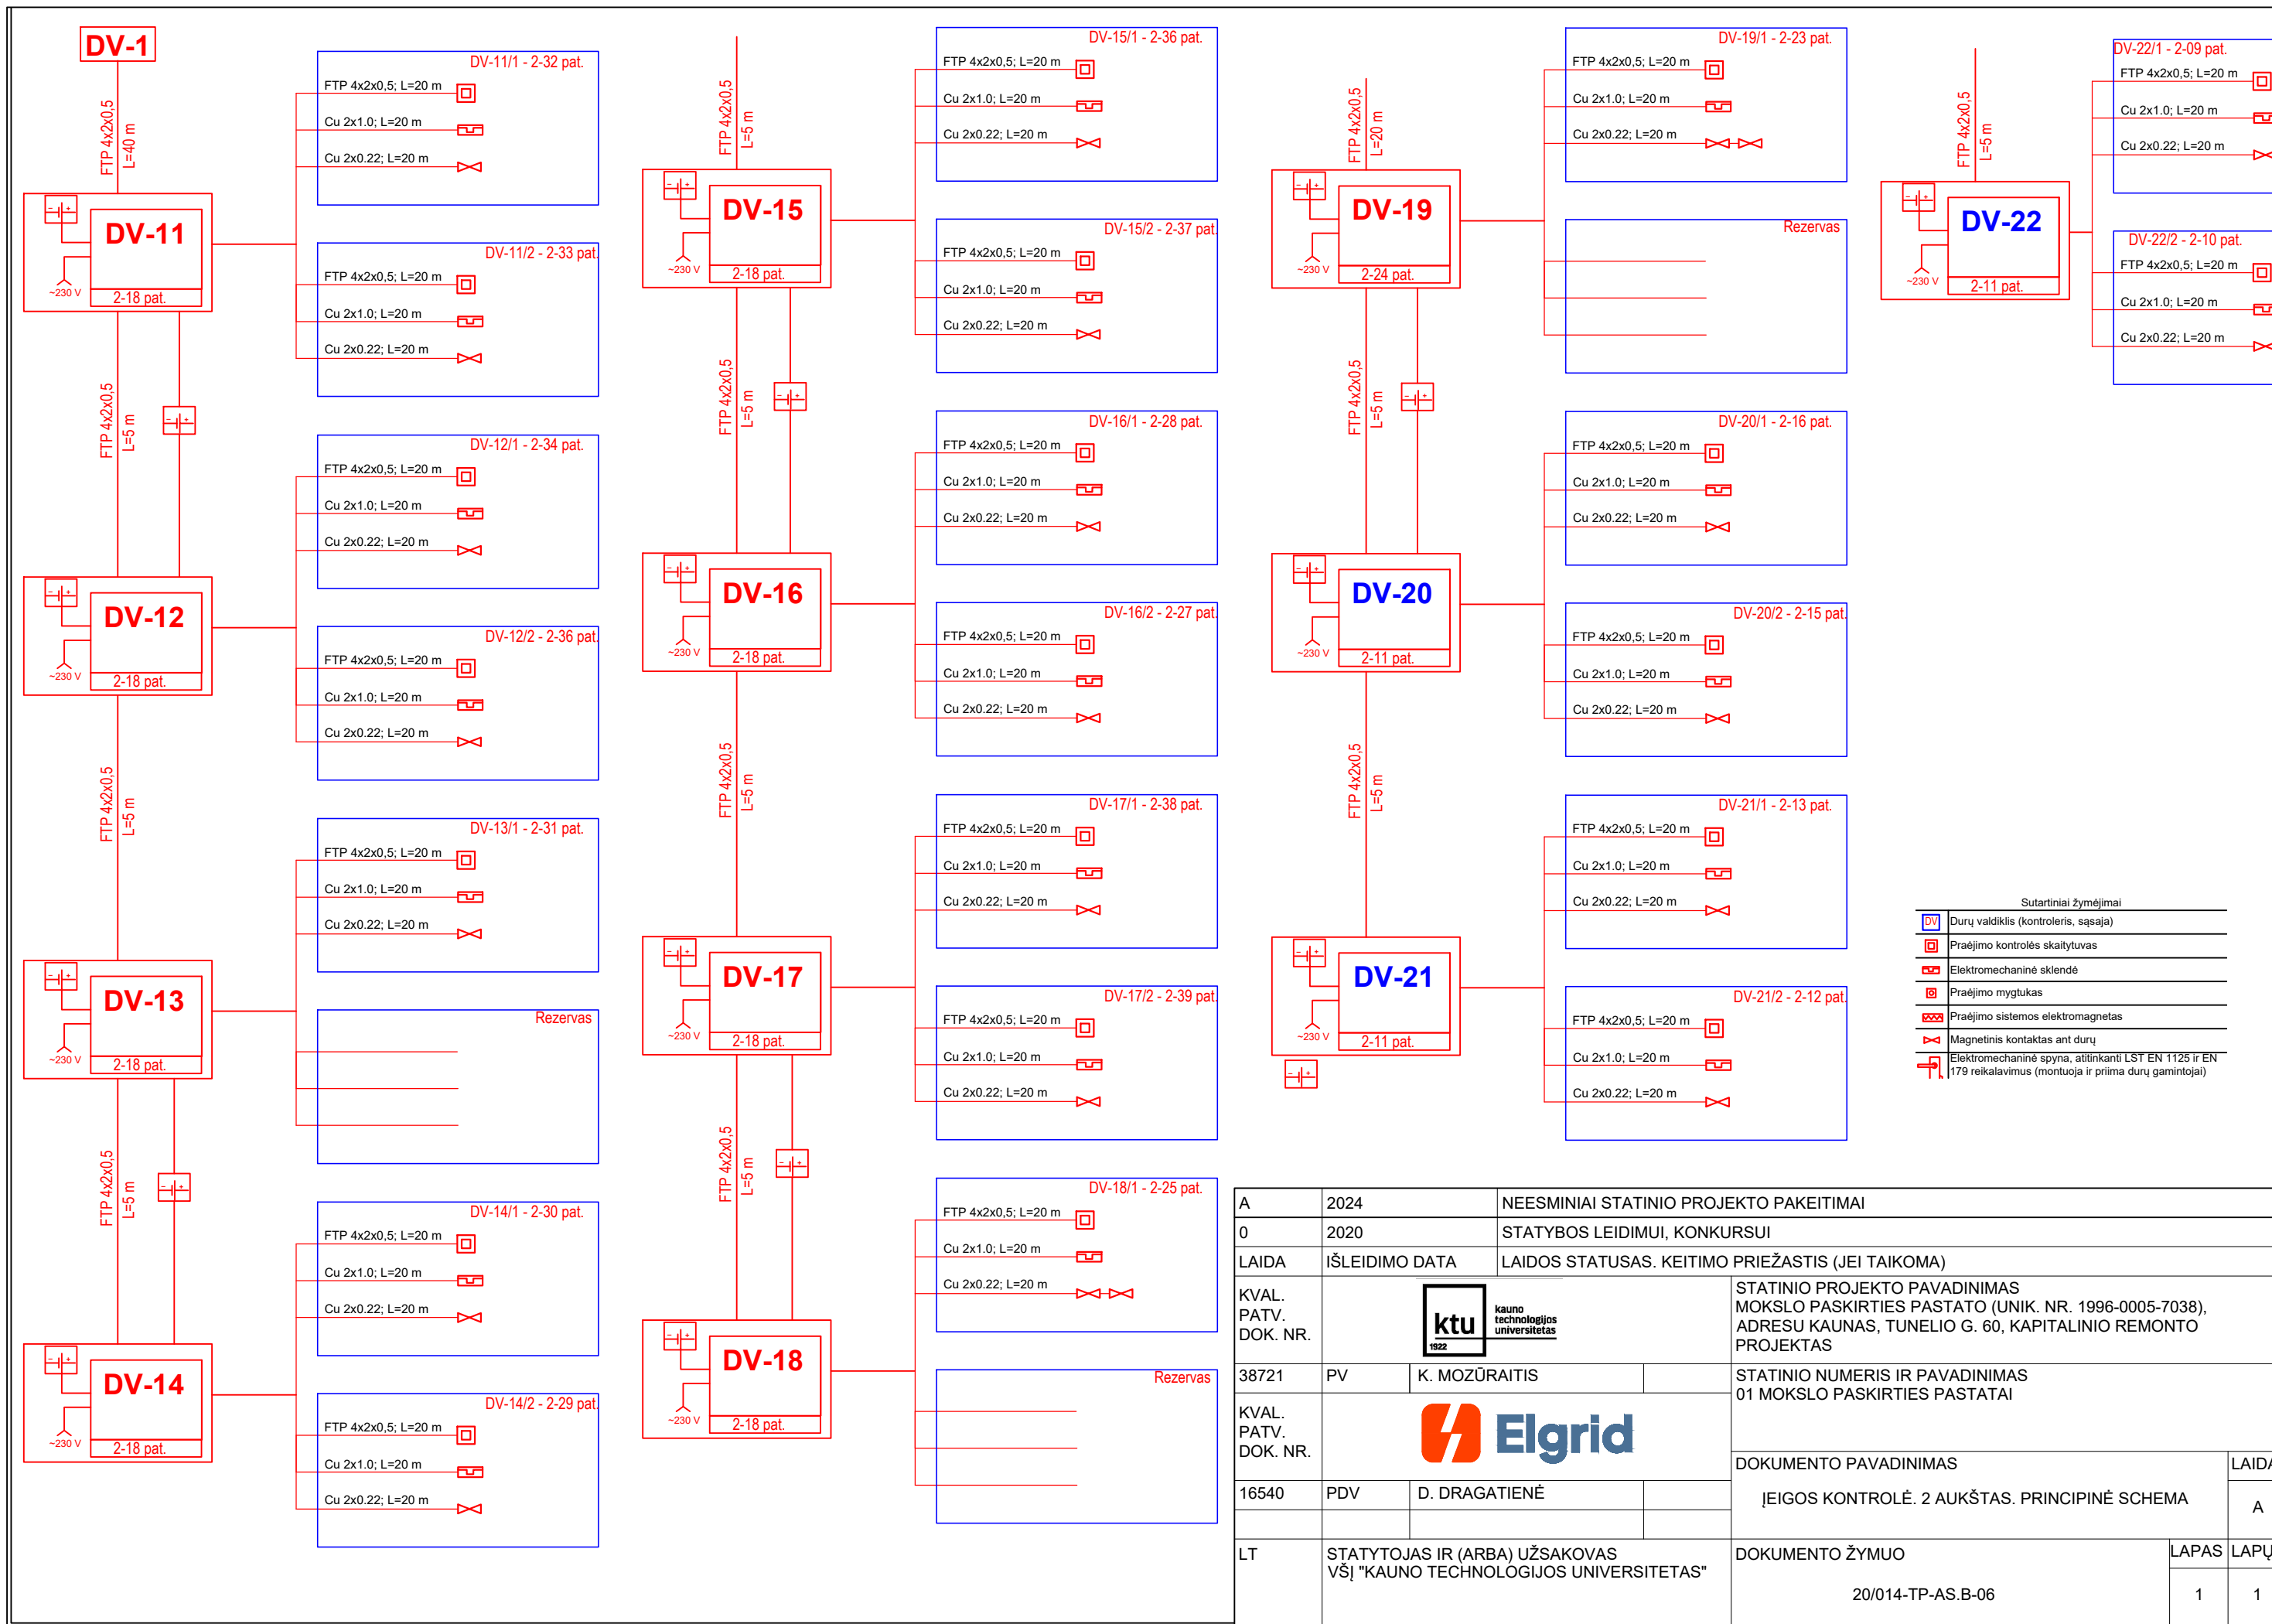 DV-1
FTP 4x2x0,5
L=40 m
DV-11
~230 V
2-18 pat.
DV-11/1 - 2-32 pat.
FTP 4x2x0,5; L=20 m
Cu 2x1.0; L=20 m
Cu 2x0.22; L=20 m
DV-11/2 - 2-33 pat.
FTP 4x2x0,5; L=20 m
Cu 2x1.0; L=20 m
Cu 2x0.22; L=20 m
FTP 4x2x0,5
L=5 m
DV-12
~230 V
2-18 pat.
DV-12/1 - 2-34 pat.
FTP 4x2x0,5; L=20 m
Cu 2x1.0; L=20 m
Cu 2x0.22; L=20 m
DV-12/2 - 2-36 pat.
FTP 4x2x0,5; L=20 m
Cu 2x1.0; L=20 m
Cu 2x0.22; L=20 m
FTP 4x2x0,5
L=5 m
DV-13
~230 V
2-18 pat.
DV-13/1 - 2-31 pat.
FTP 4x2x0,5; L=20 m
Cu 2x1.0; L=20 m
Cu 2x0.22; L=20 m
Rezervas
FTP 4x2x0,5
L=5 m
DV-14
~230 V
2-18 pat.
DV-14/1 - 2-30 pat.
FTP 4x2x0,5; L=20 m
Cu 2x1.0; L=20 m
Cu 2x0.22; L=20 m
DV-14/2 - 2-29 pat.
FTP 4x2x0,5; L=20 m
Cu 2x1.0; L=20 m
Cu 2x0.22; L=20 m
FTP 4x2x0,5
L=5 m
DV-15
~230 V
2-18 pat.
DV-15/1 - 2-36 pat.
FTP 4x2x0,5; L=20 m
Cu 2x1.0; L=20 m
Cu 2x0.22; L=20 m
DV-15/2 - 2-37 pat.
FTP 4x2x0,5; L=20 m
Cu 2x1.0; L=20 m
Cu 2x0.22; L=20 m
FTP 4x2x0,5
L=5 m
DV-16
~230 V
2-18 pat.
DV-16/1 - 2-28 pat.
FTP 4x2x0,5; L=20 m
Cu 2x1.0; L=20 m
Cu 2x0.22; L=20 m
DV-16/2 - 2-27 pat.
FTP 4x2x0,5; L=20 m
Cu 2x1.0; L=20 m
Cu 2x0.22; L=20 m
FTP 4x2x0,5
L=5 m
DV-17
~230 V
2-18 pat.
DV-17/1 - 2-38 pat.
FTP 4x2x0,5; L=20 m
Cu 2x1.0; L=20 m
Cu 2x0.22; L=20 m
DV-17/2 - 2-39 pat.
FTP 4x2x0,5; L=20 m
Cu 2x1.0; L=20 m
Cu 2x0.22; L=20 m
FTP 4x2x0,5
L=5 m
DV-18
~230 V
2-18 pat.
DV-18/1 - 2-25 pat.
FTP 4x2x0,5; L=20 m
Cu 2x1.0; L=20 m
Cu 2x0.22; L=20 m
Rezervas
FTP 4x2x0,5
L=20 m
DV-19
~230 V
2-24 pat.
DV-19/1 - 2-23 pat.
FTP 4x2x0,5; L=20 m
Cu 2x1.0; L=20 m
Cu 2x0.22; L=20 m
Rezervas
FTP 4x2x0,5
L=5 m
DV-20
~230 V
2-11 pat.
DV-20/1 - 2-16 pat.
FTP 4x2x0,5; L=20 m
Cu 2x1.0; L=20 m
Cu 2x0.22; L=20 m
DV-20/2 - 2-15 pat.
FTP 4x2x0,5; L=20 m
Cu 2x1.0; L=20 m
Cu 2x0.22; L=20 m
FTP 4x2x0,5
L=5 m
DV-21
~230 V
2-11 pat.
DV-21/1 - 2-13 pat.
FTP 4x2x0,5; L=20 m
Cu 2x1.0; L=20 m
Cu 2x0.22; L=20 m
DV-21/2 - 2-12 pat.
FTP 4x2x0,5; L=20 m
Cu 2x1.0; L=20 m
Cu 2x0.22; L=20 m
FTP 4x2x0,5
L=5 m
DV-22
~230 V
2-11 pat.
DV-22/1 - 2-09 pat.
FTP 4x2x0,5; L=20 m
Cu 2x1.0; L=20 m
Cu 2x0.22; L=20 m
DV-22/2 - 2-10 pat.
FTP 4x2x0,5; L=20 m
Cu 2x1.0; L=20 m
Cu 2x0.22; L=20 m
Sutartiniai žymėjimai
DV Durų valdiklis (kontroleris, sąsaja)
Praėjimo kontrolės skaitytuvas
Elektromechaninė sklendė
Praėjimo mygtukas
Praėjimo sistemos elektromagnetas
Magnetinis kontaktas ant durų
Elektromechaninė spyna, atitinkanti LST EN 1125 ir EN
179 reikalavimus (montuoja ir priima durų gamintojai)
A 2024 NEESMINIAI STATINIO PROJEKTO PAKEITIMAI
0 2020 STATYBOS LEIDIMUI, KONKURSUI
LAIDA IŠLEIDIMO DATA LAIDOS STATUSAS. KEITIMO PRIEŽASTIS (JEI TAIKOMA)
KVAL.
PATV.
DOK. NR.
ktu
1922
kauno
technologijos
universitetas
STATINIO PROJEKTO PAVADINIMAS
MOKSLO PASKIRTIES PASTATO (UNIK. NR. 1996-0005-7038),
ADRESU KAUNAS, TUNELIO G. 60, KAPITALINIO REMONTO
PROJEKTAS
38721 PV K. MOZŪRAITIS
STATINIO NUMERIS IR PAVADINIMAS
01 MOKSLO PASKIRTIES PASTATAI
KVAL.
PATV.
DOK. NR.
Elgrid
DOKUMENTO PAVADINIMAS
LAIDA
16540 PDV D. DRAGATIENĖ
ĮEIGOS KONTROLĖ. 2 AUKŠTAS. PRINCIPINĖ SCHEMA
A
LT
STATYTOJAS IR (ARBA) UŽSAKOVAS
VŠĮ "KAUNO TECHNOLOGIJOS UNIVERSITETAS"
DOKUMENTO ŽYMUO
20/014-TP-AS.B-06
LAPAS LAPŲ
1 1